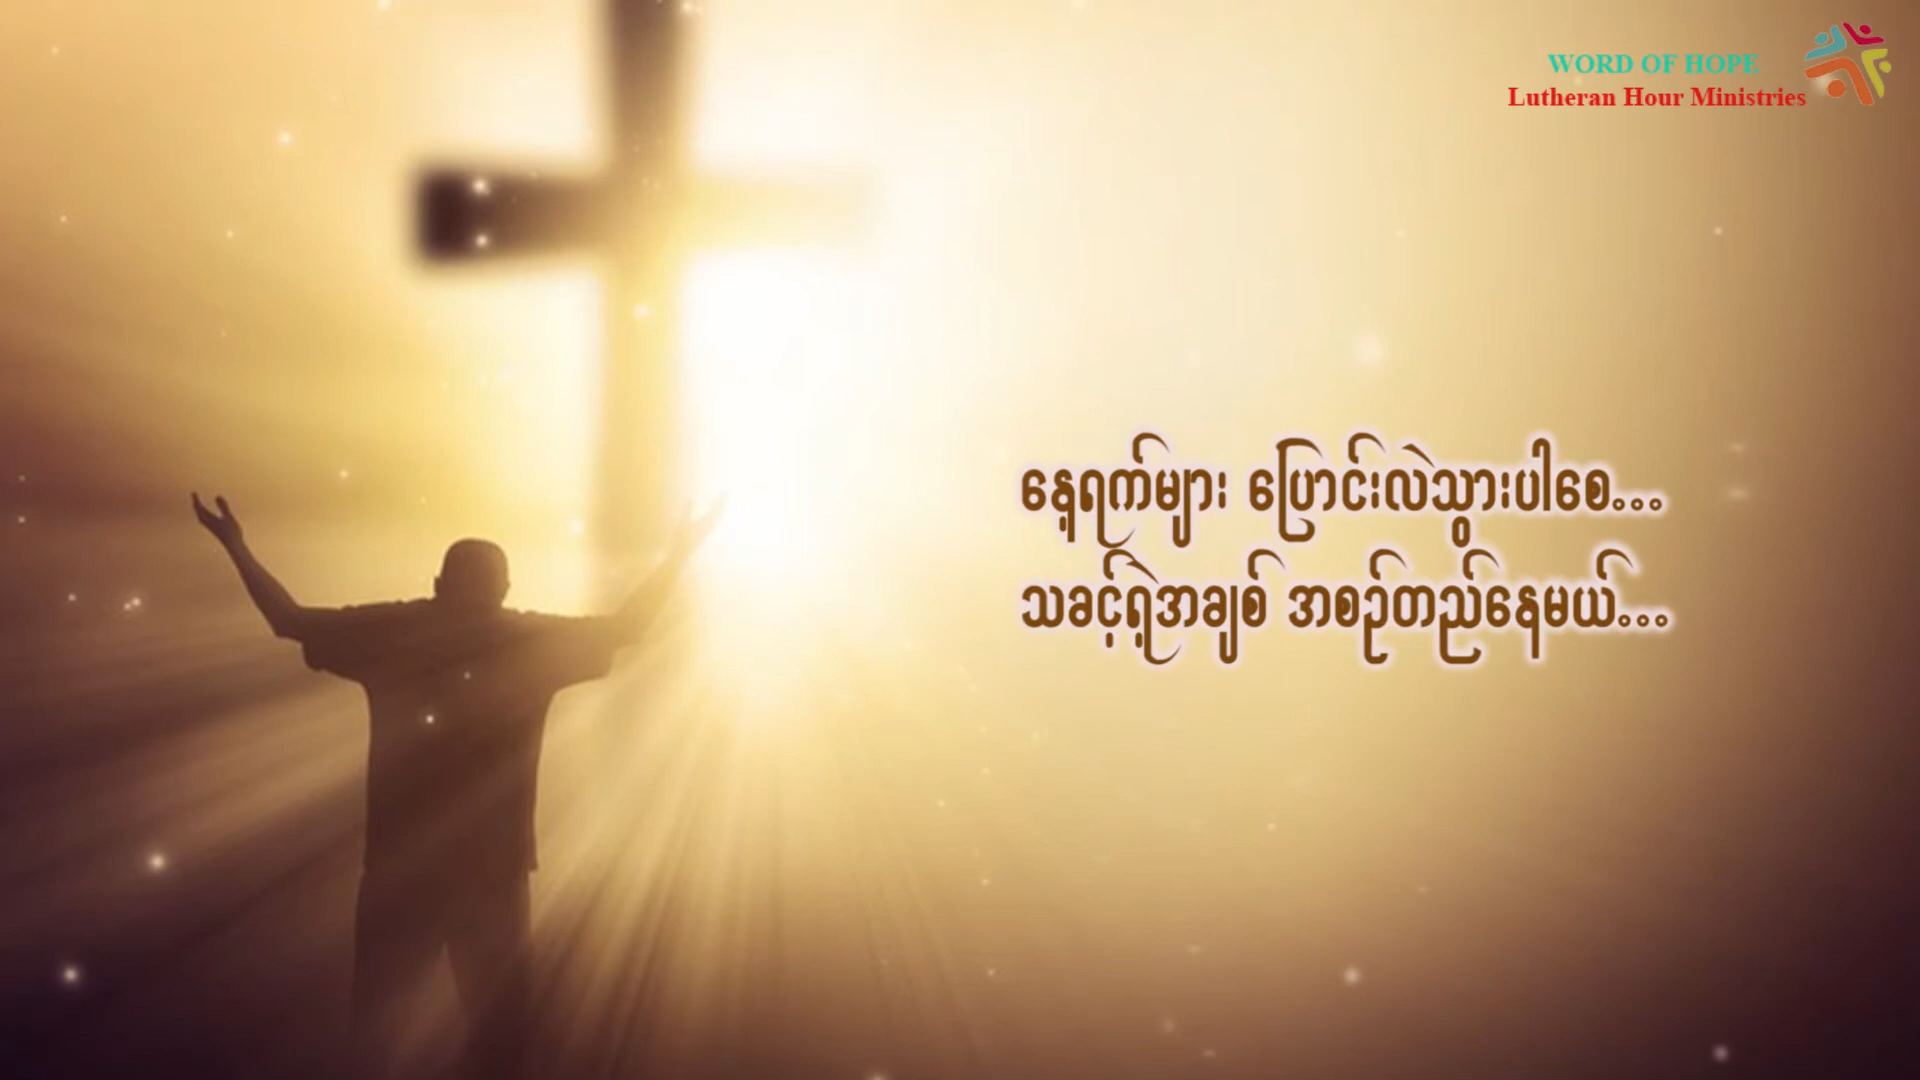 WORD OF HOPE
Lutheran Hour Ministries
နေ့ရက်များ ပြောင်းလဲသွားပါစေ...
သခင့်ရဲ့အချစ် အစဉ်တည်နေမယ်...